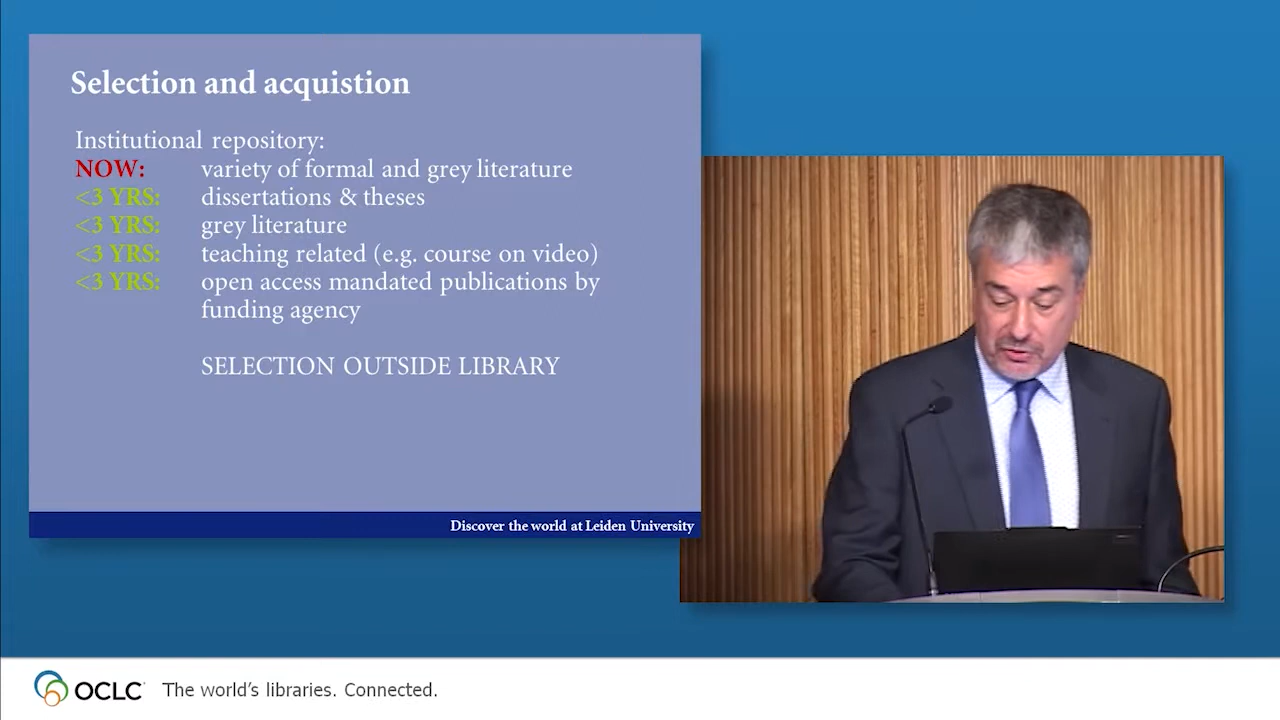 Selection and acquistion
Institutional repository:
NOW: variety of formal and grey literature
<3 YRS: dissertations & theses
<3 YRS: grey literature
<3 YRS: teaching related (e.g. course on video)
<3 YRS: open access mandated publications by
funding agency
SELECTION OUTSIDE LIBRARY
Discover the world at Leiden University
OCLC The world's libraries. Connected.